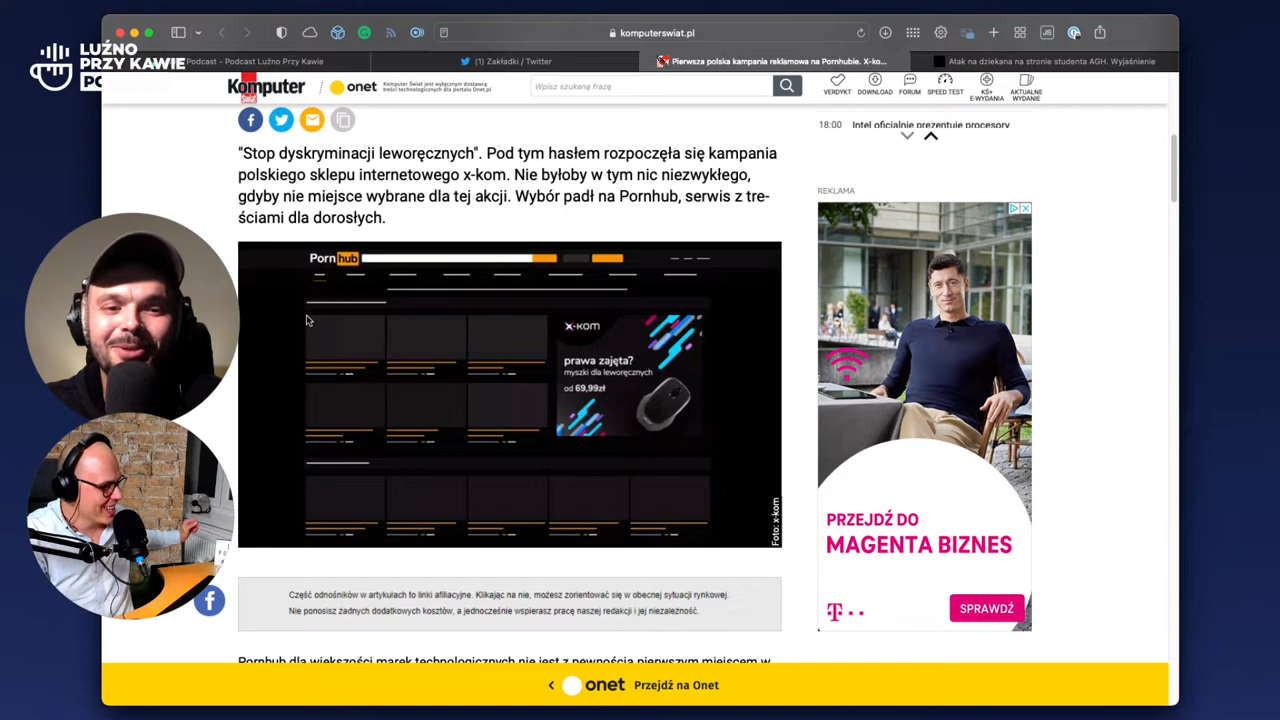 LUŹNO
PRZY KAWIE
komputerswiat.pl
Podcast - Podcast Luźno Przy Kawie
(1) Zakładki / Twitter
Pierwsza polska kampania reklamowa na Pornhubie. X-ko...
Atak na dziekana na stronie studenta AGH. Wyjaśnienie
Komputer
Świat
onet
Komputer Świat jest wyłącznym dostawcą
treści technologicznych dla portalu Onet.pl
Wpisz szukaną frazę
VERDYKT
DOWNLOAD
FORUM
SPEED TEST
KŚ+
E-WYDANIA
AKTUALNE
WYDANIE
18:00 Intel oficjalnie prezentuje procesory
"Stop dyskryminacji leworęcznych". Pod tym hasłem rozpoczęła się kampania
polskiego sklepu internetowego x-kom. Nie byłoby w tym nic niezwykłego,
gdyby nie miejsce wybrane dla tej akcji. Wybór padł na Pornhub, serwis z tre-
ściami dla dorosłych.
Porn hub
x-kom
prawa zajęta?
myszki dla leworęcznych
od 69,99zł
Foto: x-kom
REKLAMA
PRZEJDŹ DO
MAGENTA BIZNES
T
SPRAWDŹ
Część odnośników w artykułach to linki afiliacyjne. Klikając na nie, możesz zorientować się w obecnej sytuacji rynkowej.
Nie ponosisz żadnych dodatkowych kosztów, a jednocześnie wspierasz pracę naszej redakcji i jej niezależność.
Pornhub dla większości marek technologicznych nie jest z pewnością pierwszym miejscem w
onet Przejdź na Onet